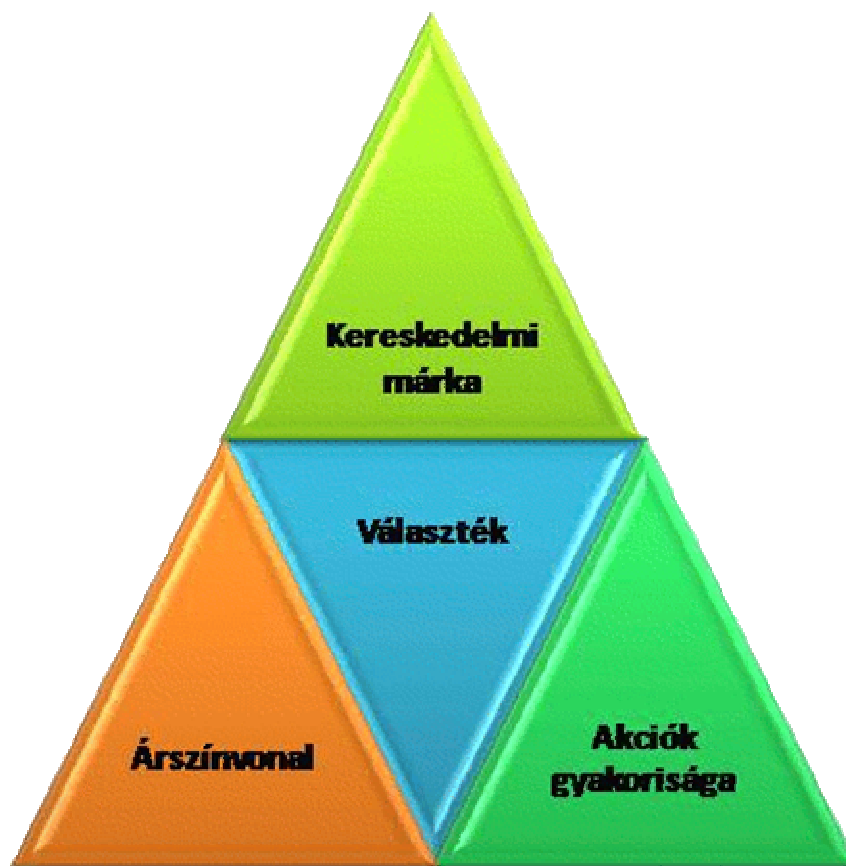 Kereskedelmi
márka
Választék
Árszínvonal
Akciók
gyakorisága